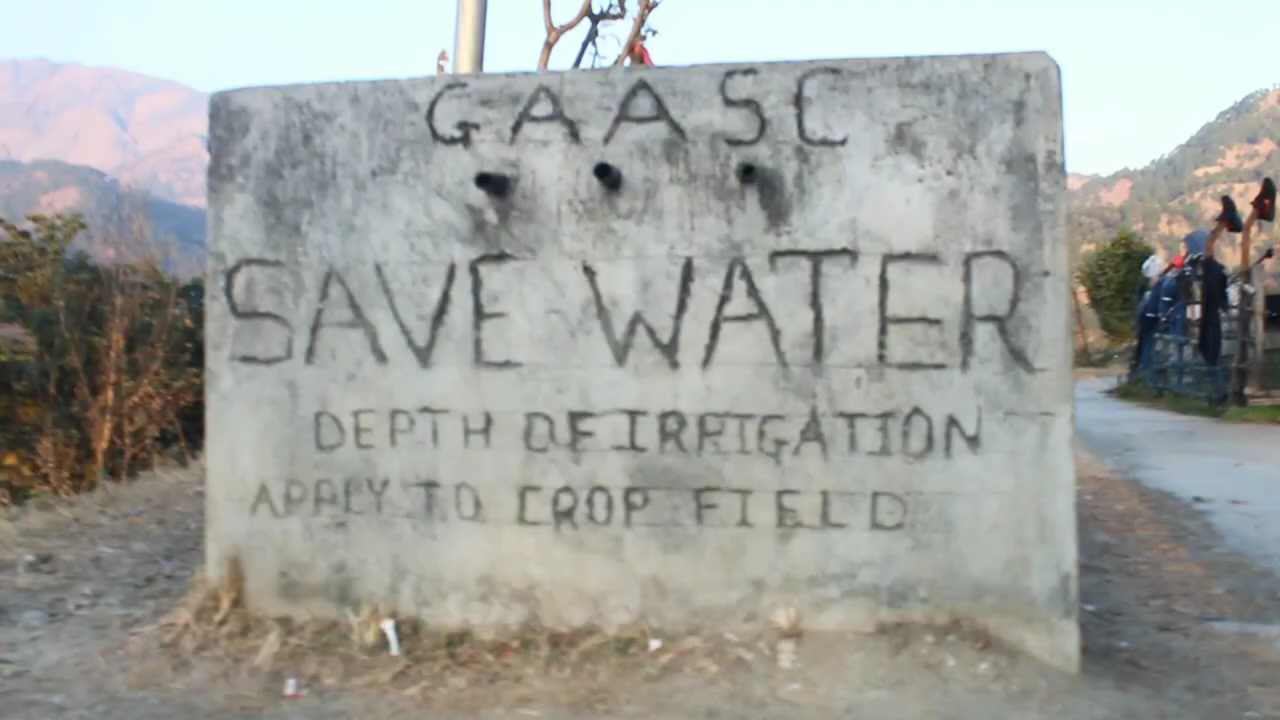 GAASC
SAVE WATER
DEPTH OF IRRIGATION
APPLY TO CROP FIELD